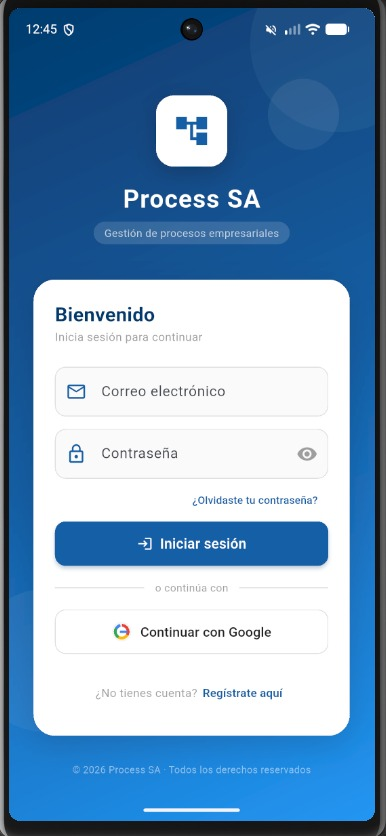 12:45
Process SA
Gestión de procesos empresariales
Bienvenido
Inicia sesión para continuar
Correo electrónico
Contraseña
¿Olvidaste tu contraseña?
Iniciar sesión
o continúa con
Continuar con Google
¿No tienes cuenta? Regístrate aquí
© 2026 Process SA · Todos los derechos reservados